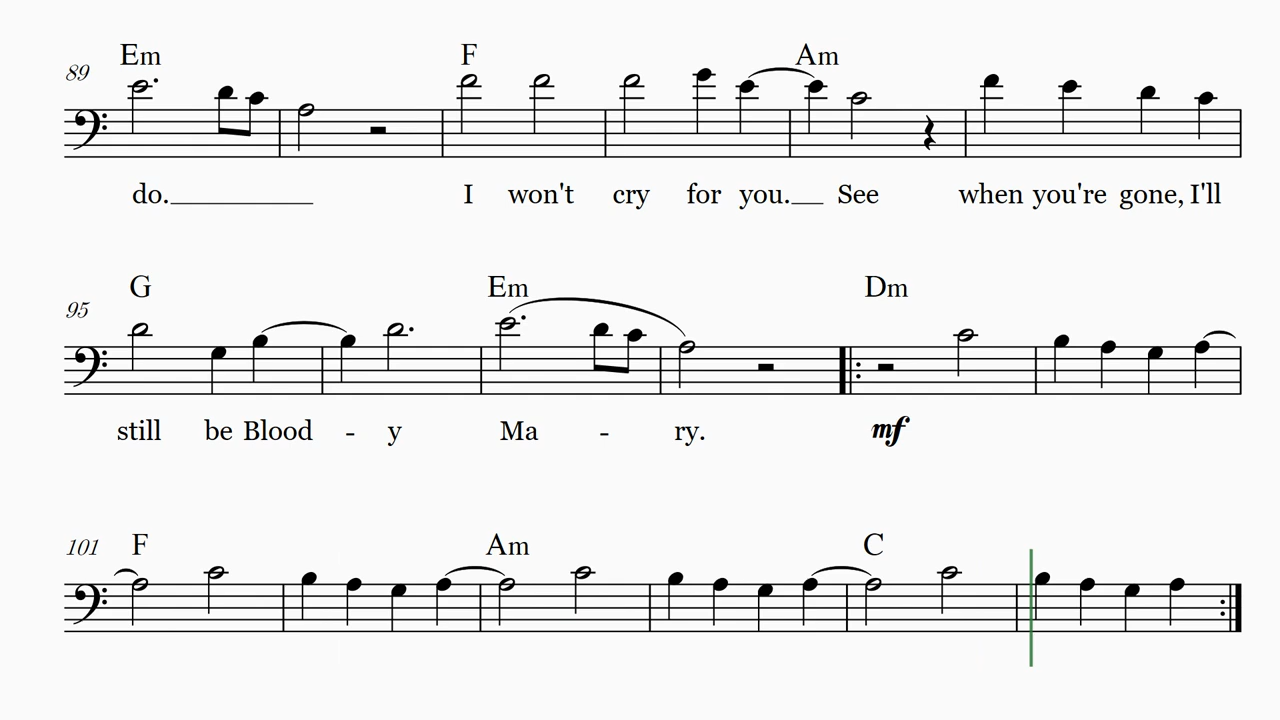 Em F Am
89
do. I won't cry for you. See when you're gone, I'll
G Em Dm
95
still be Blood - y Ma - ry. mf
F Am C
101